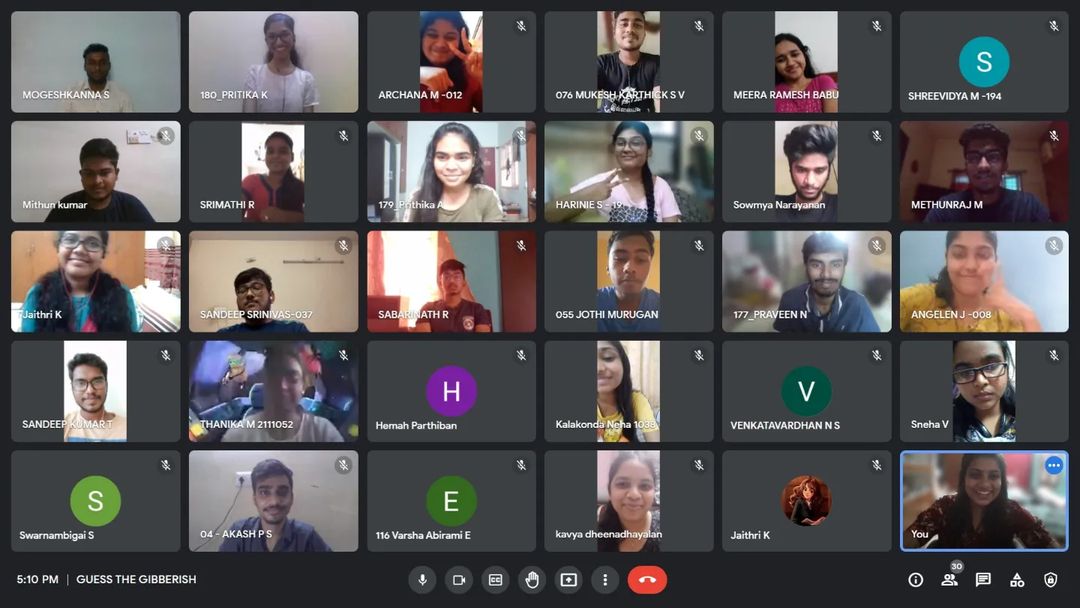 MOGESHKANNA S
180_PRITIKA K
ARCHANA M -012
076 MUKESH KARTHICK S V
MEERA RAMESH BABU
S
SHREEVIDYA M -194
Mithun kumar
SRIMATHI R
179_Prithika A
HARINIE S - 19
Sowmya Narayanan
METHUNRAJ M
Jaithri K
SANDEEP SRINIVAS-037
SABARINATH R
055 JOTHI MURUGAN
177_PRAVEEN N
ANGELEN J -008
SANDEEP KUMAR T
THANIKA M 2111052
H
Hemah Parthiban
Kalakonda Neha 1038
V
VENKATAVARDHAN N S
Sneha V
S
Swarnambigai S
04 - AKASH P S
E
116 Varsha Abirami E
kavya dheenadhayalan
Jaithri K
You
5:10 PM | GUESS THE GIBBERISH
CC
30